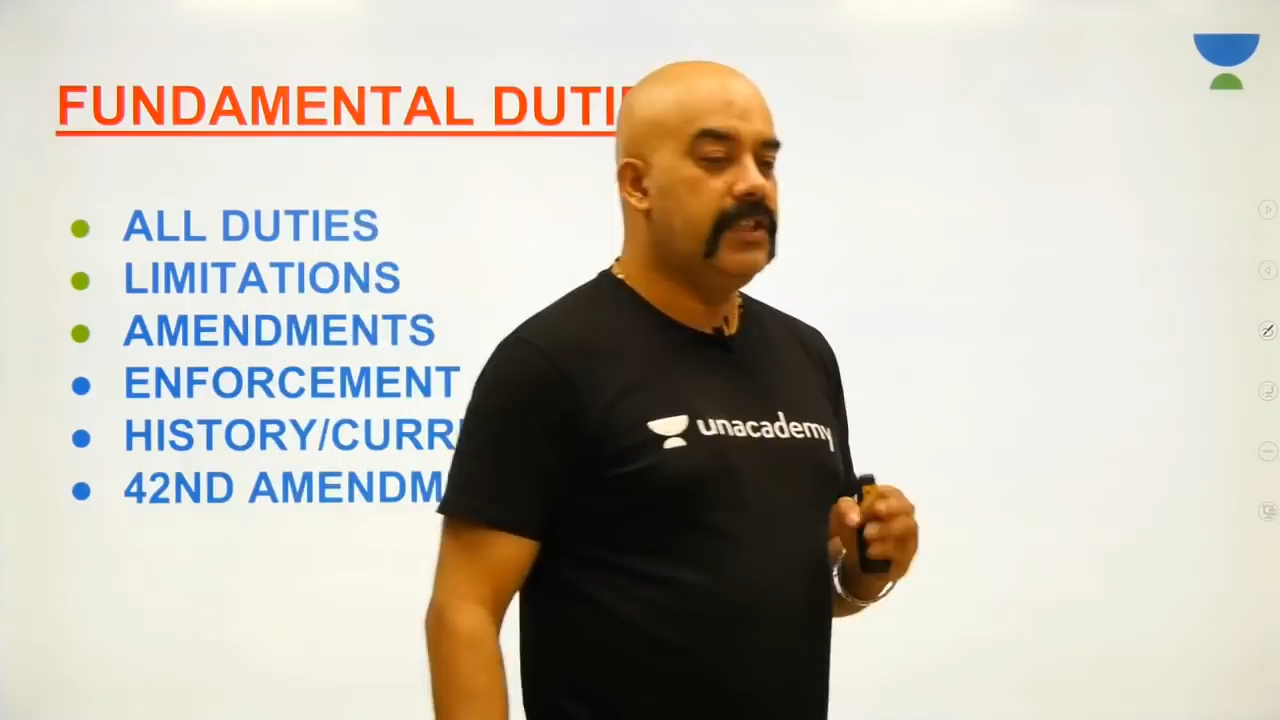 FUNDAMENTAL DUTI
ALL DUTIES
LIMITATIONS
AMENDMENTS
ENFORCEMENT
HISTORY/CURR
42ND AMENDM
unacademy